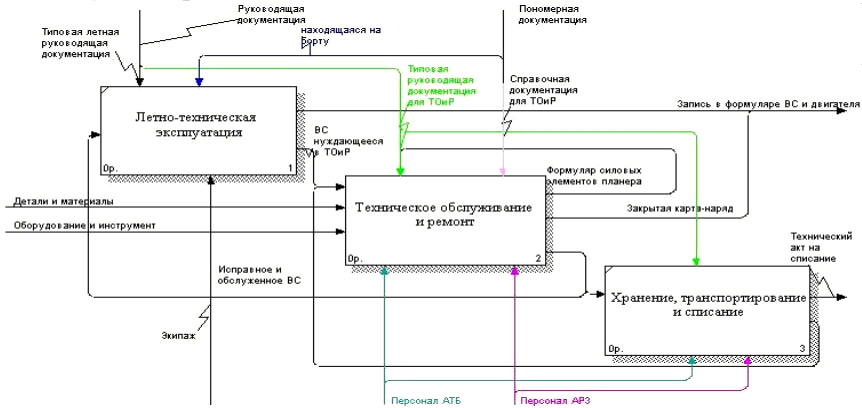 Руководящая
документация
Пономерная
документация
Типовая летная
руководящая
документация
находящаяся на
борту
Типовая
руководящая
документация
для ТОиР
Справочная
документация
для ТОиР
Запись в формуляре ВС и двигателя
Летно-техническая
эксплуатация
0р.
1
ВС
нуждающееся
в ТОиР
Формуляр силовых
элементов планера
Детали и материалы
Закрытая карта-наряд
Техническое обслуживание
и ремонт
0р.
2
Оборудование и инструмент
Технический
акт на
списание
Исправное и
обслуженное ВС
Хранение, транспортирование
и списание
0р.
3
Экипаж
Персонал АТБ
Персонал АРЗ